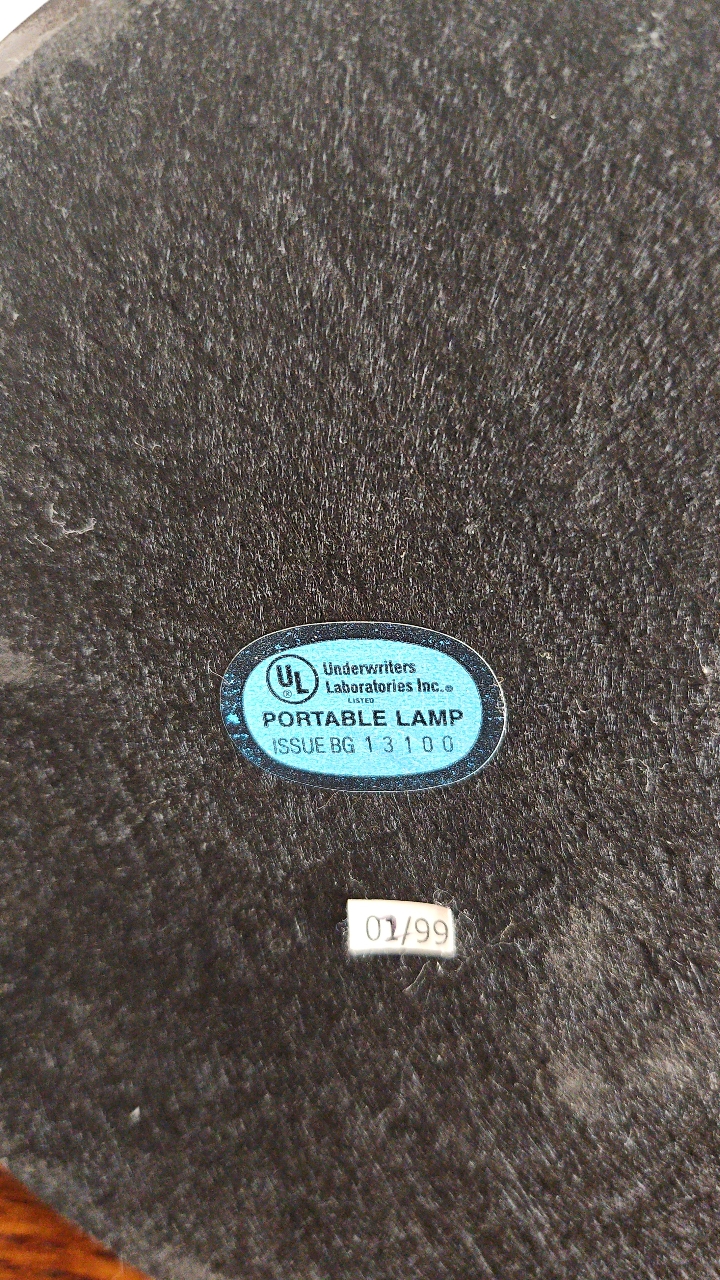 UL
®
Underwriters
Laboratories Inc.®
LISTED
PORTABLE LAMP
ISSUE BG 13100
01/99